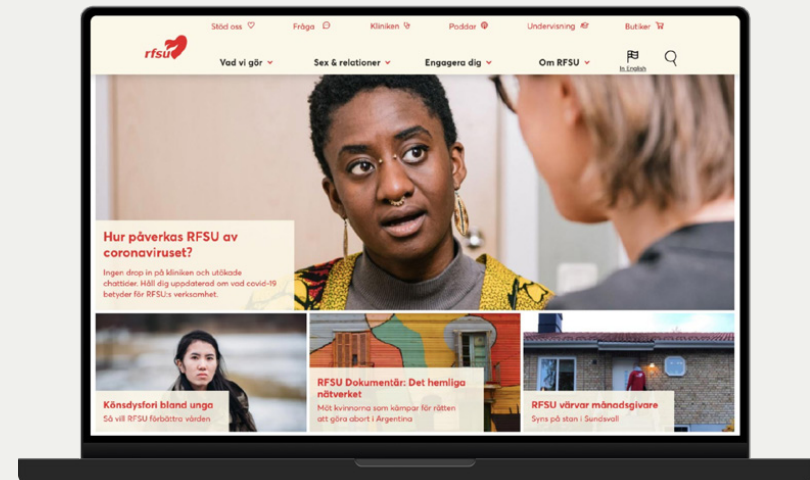 Stöd oss
Fråga
Kliniken
Poddar
Undervisning
Butiker
rfsu
Vad vi gör
Sex & relationer
Engagera dig
Om RFSU
In English
Hur påverkas RFSU av
coronaviruset?
Ingen drop in på kliniken och utökade
chattider. Håll dig uppdaterad om vad covid-19
betyder för RFSU:s verksamhet.
Könsdysfori bland unga
Så vill RFSU förbättra vården
RFSU Dokumentär: Det hemliga
nätverket
Möt kvinnorna som kämpar för rätten
att göra abort i Argentina
RFSU värvar månadsgivare
Syns på stan i Sundsvall